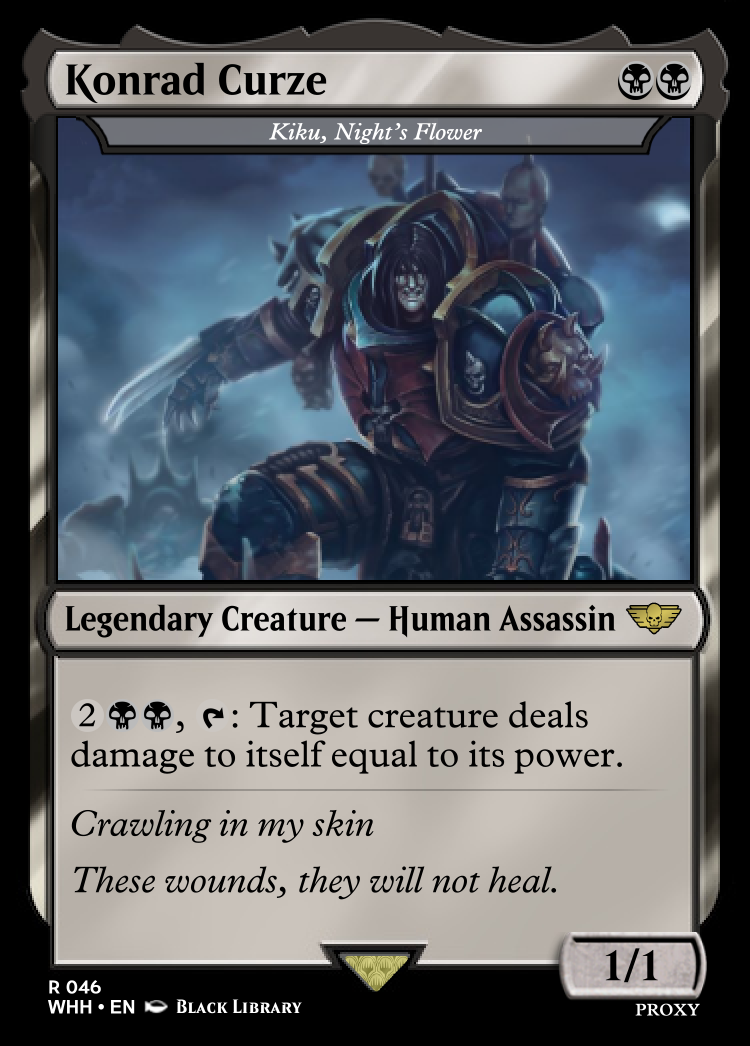 Konrad Curze
Kiku, Night's Flower
Legendary Creature — Human Assassin
2, : Target creature deals
damage to itself equal to its power.
Crawling in my skin
These wounds, they will not heal.
1/1
R 046
WHH • EN BLACK LIBRARY
PROXY